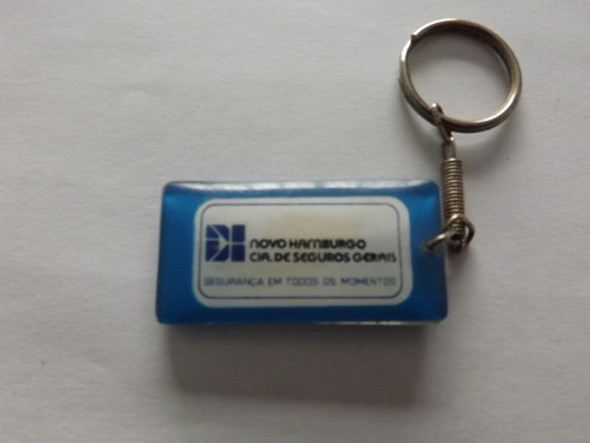 NOVO HAMBURGO
CIA. DE SEGUROS GERAIS
SEGURANÇA EM TODOS OS MOMENTOS